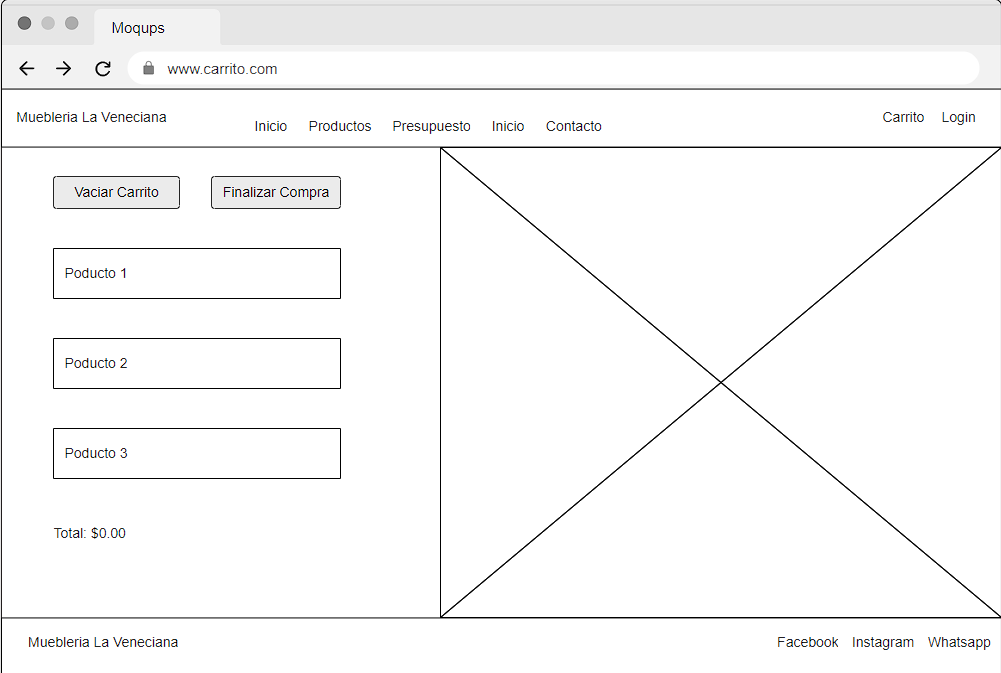 Moqups
www.carrito.com
Muebleria La Veneciana
Inicio Productos Presupuesto Inicio Contacto
Carrito Login
Vaciar Carrito Finalizar Compra
Poducto 1
Poducto 2
Poducto 3
Total: $0.00
Muebleria La Veneciana
Facebook Instagram Whatsapp